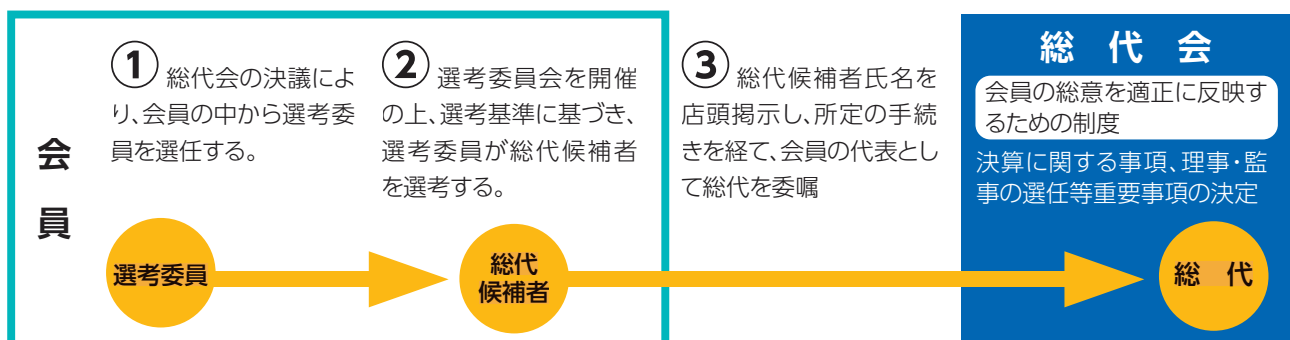 会
員
① 総代会の決議によ
り、会員の中から選考委
員を選任する。
② 選考委員会を開催
の上、選考基準に基づき、
選考委員が総代候補者
を選考する。
③ 総代候補者氏名を
店頭掲示し、所定の手続
きを経て、会員の代表とし
て総代を委嘱
総 代 会
会員の総意を適正に反映す
るための制度
決算に関する事項、理事・監
事の選任等重要事項の決定
選考委員
総代
候補者
総 代